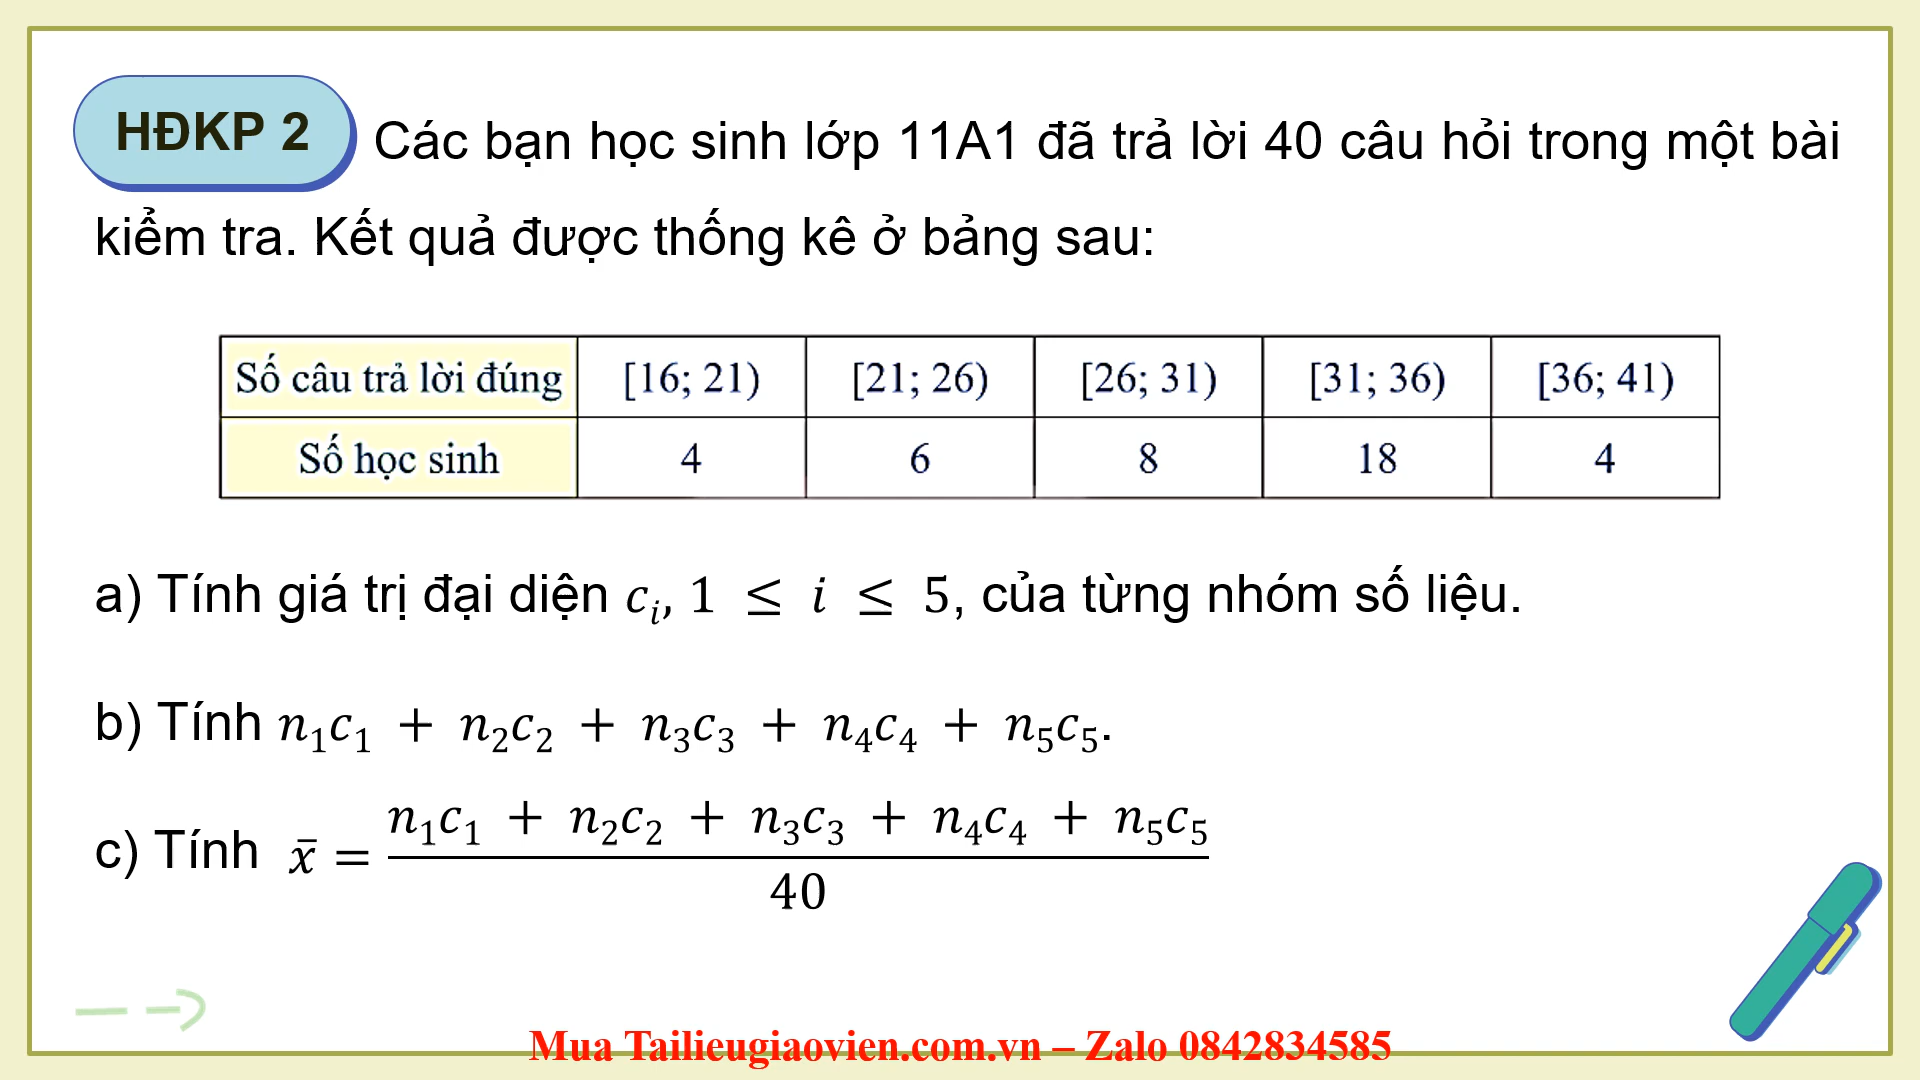 HĐKP 2 Các bạn học sinh lớp 11A1 đã trả lời 40 câu hỏi trong một bài
kiểm tra. Kết quả được thống kê ở bảng sau:
Số câu trả lời đúng [16; 21) [21; 26) [26; 31) [31; 36) [36; 41)
Số học sinh 4 6 8 18 4
a) Tính giá trị đại diện cᵢ, 1 ≤ i ≤ 5, của từng nhóm số liệu.
b) Tính n₁c₁ + n₂c₂ + n₃c₃ + n₄c₄ + n₅c₅.
c) Tính x̄ = (n₁c₁ + n₂c₂ + n₃c₃ + n₄c₄ + n₅c₅)/40
Mua Tailieugiaovien.com.vn – Zalo 0842834585